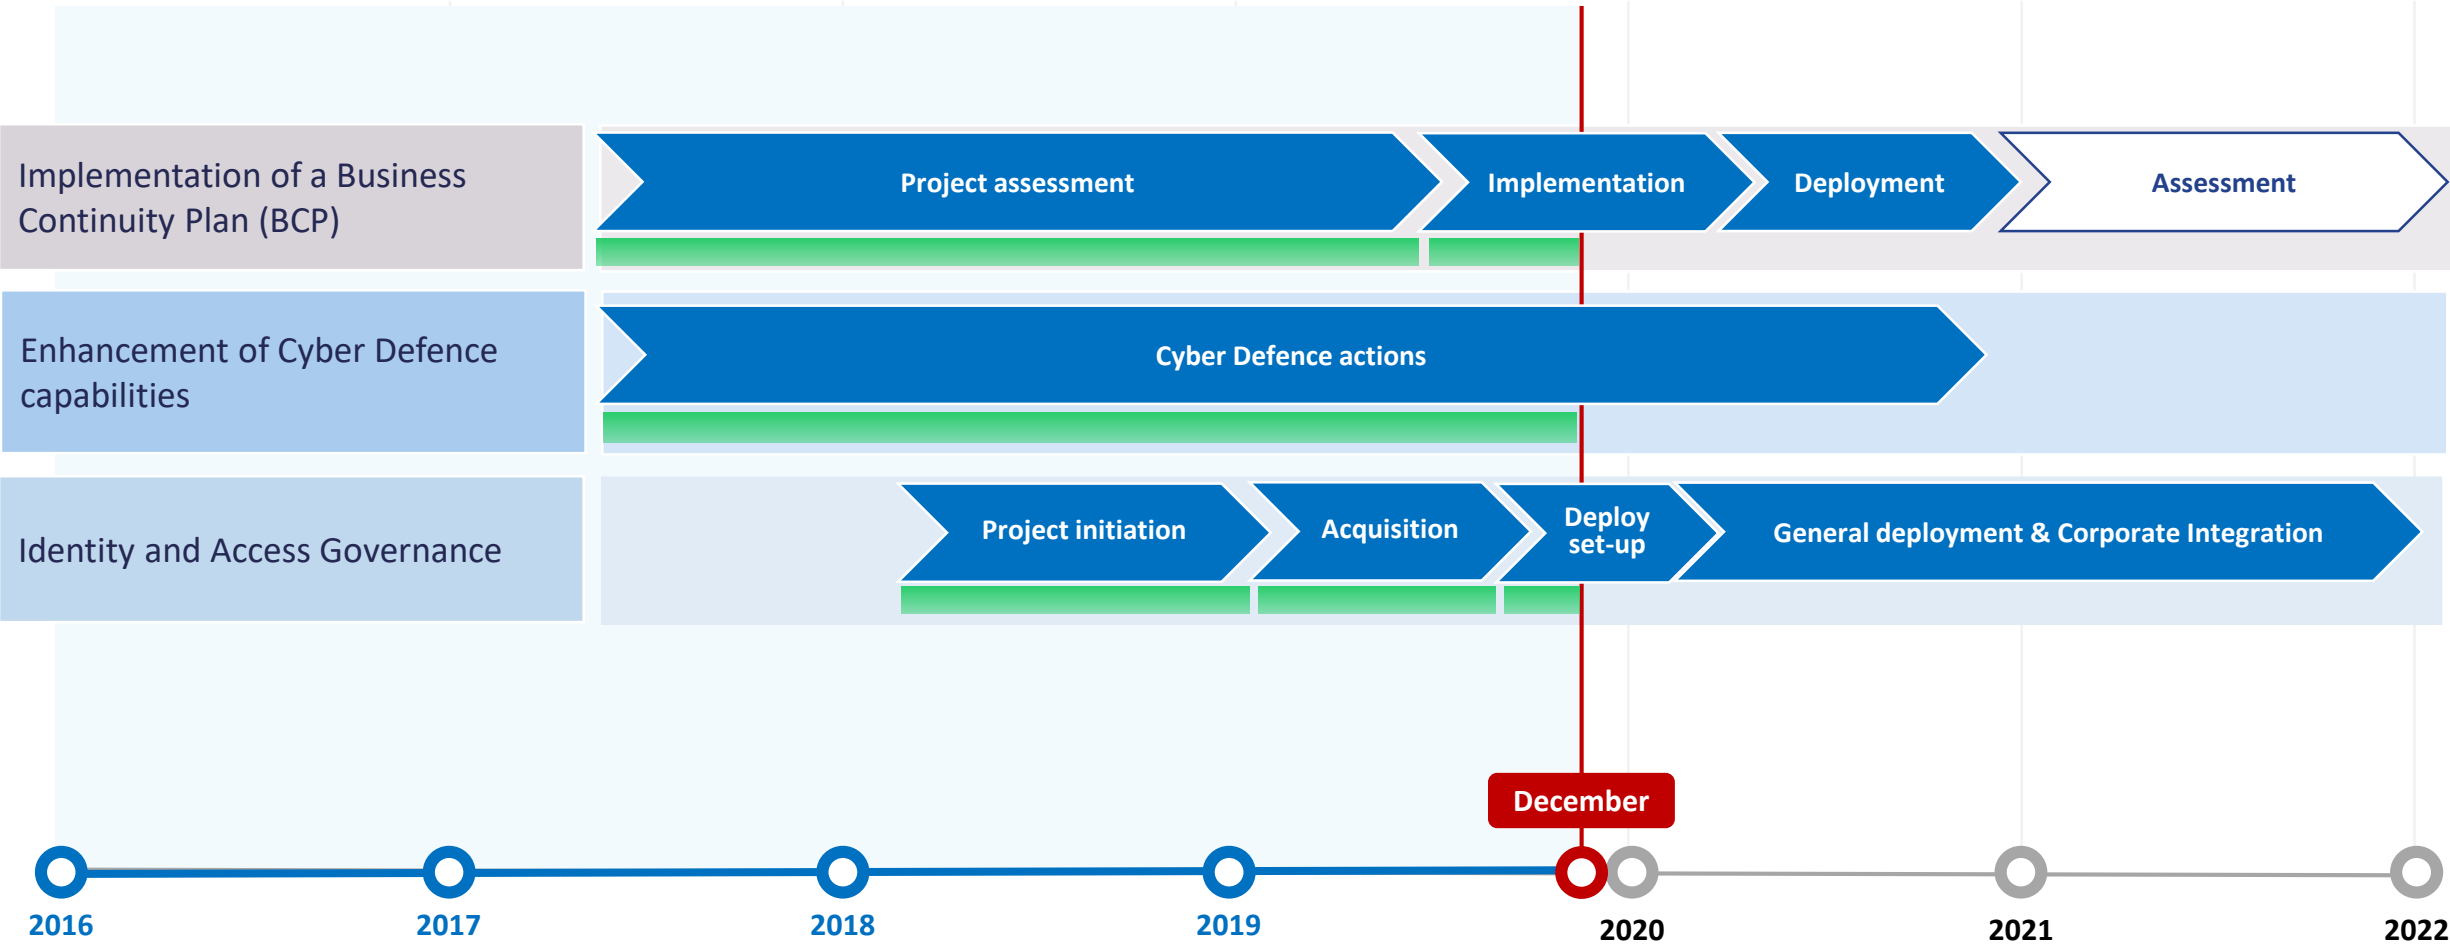 Implementation of a Business
Continuity Plan (BCP)
Project assessment
Implementation
Deployment
Assessment
Enhancement of Cyber Defence
capabilities
Cyber Defence actions
Identity and Access Governance
Project initiation
Acquisition
Deploy
set-up
General deployment & Corporate Integration
December
2016
2017
2018
2019
2020
2021
2022